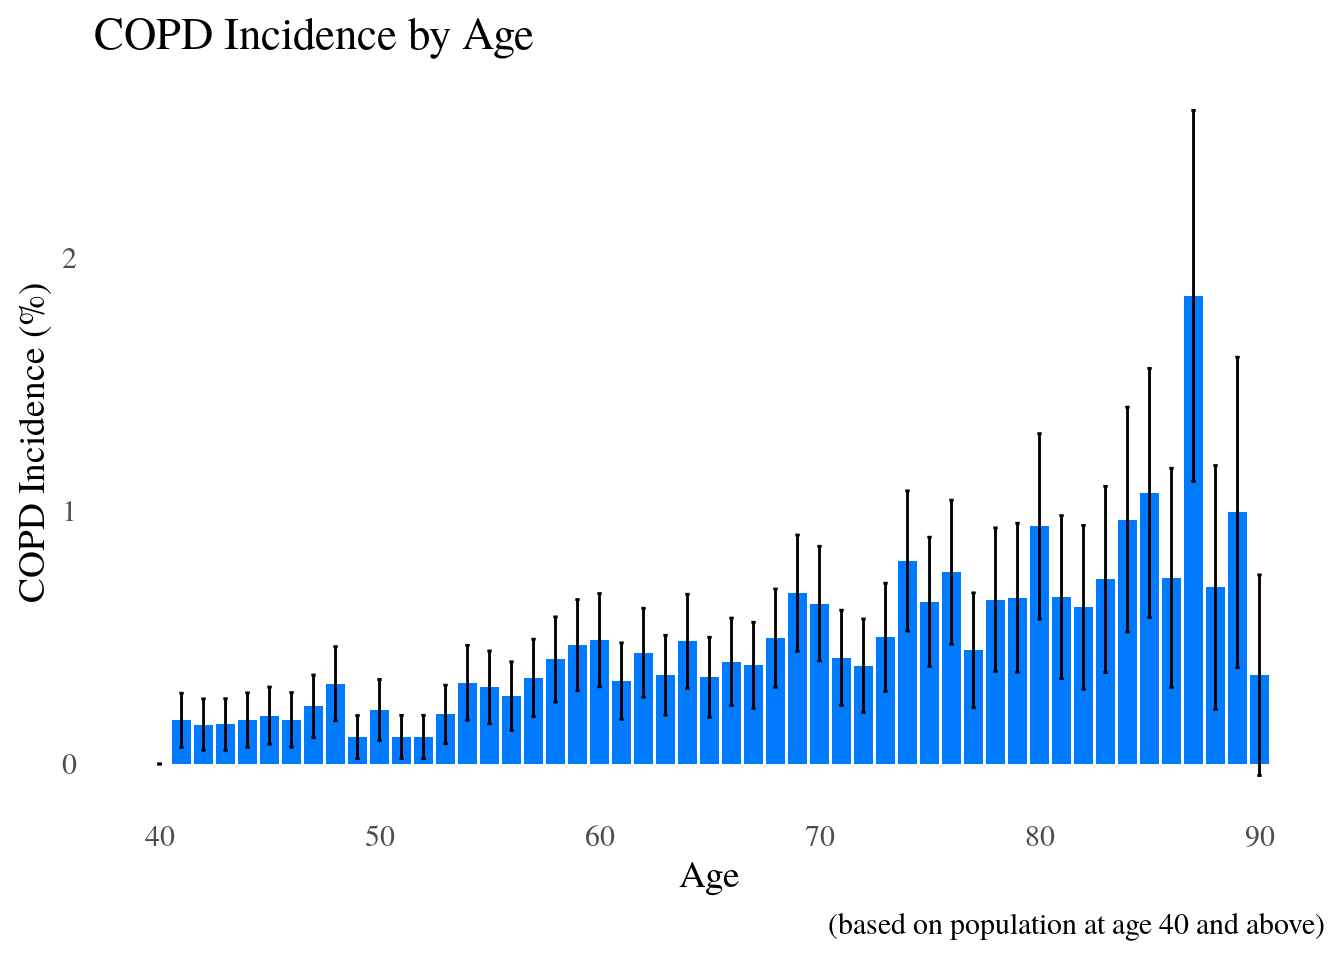 COPD Incidence by Age
COPD Incidence (%)
2
1
0
40 50 60 70 80 90
Age
(based on population at age 40 and above)